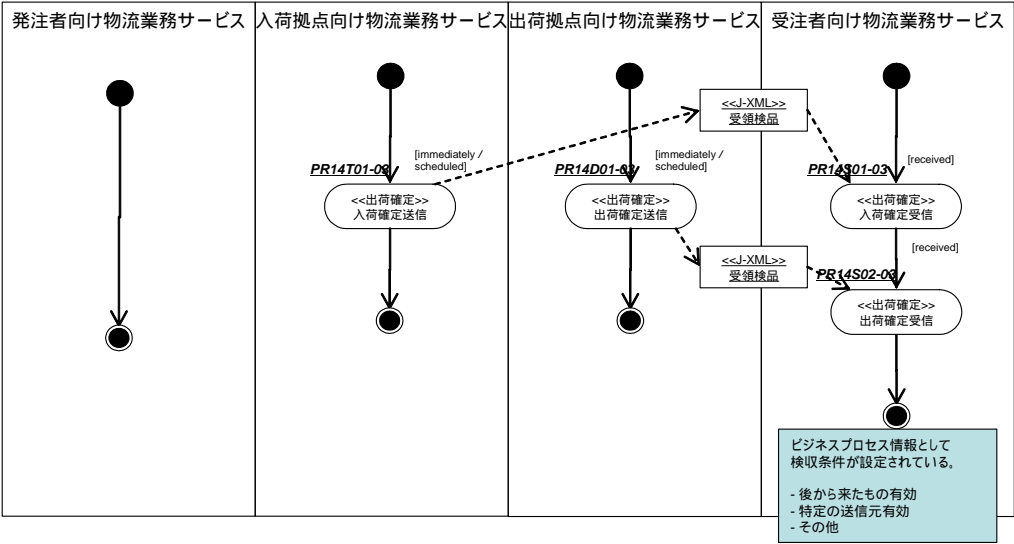 発注者向け物流業務サービス
入荷拠点向け物流業務サービス
出荷拠点向け物流業務サービス
受注者向け物流業務サービス
<<J-XML>>
受領検品
[immediately /
scheduled]
[immediately /
scheduled]
[received]
PR14T01-03
PR14D01-03
PR14S01-03
<<出荷確定>>
入荷確定送信
<<出荷確定>>
出荷確定送信
<<出荷確定>>
入荷確定受信
[received]
<<J-XML>>
受領検品
PR14S02-03
<<出荷確定>>
出荷確定受信
ビジネスプロセス情報として
検収条件が設定されている。
- 後から来たもの有効
- 特定の送信元有効
- その他